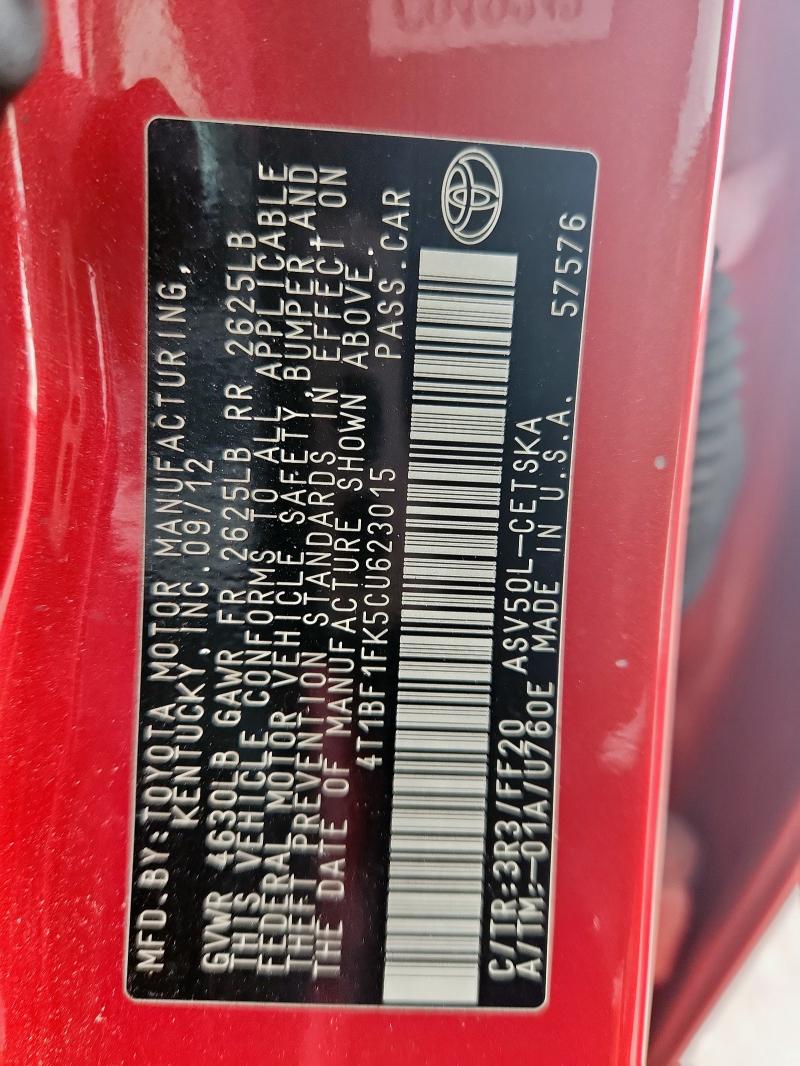 MFD.BY:TOYOTA MOTOR MANUFACTURING,
KENTUCKY,INC.09/12
GVWR 4630LB GAWR FR 2625LB RR 2625LB
THIS VEHICLE CONFORMS TO ALL APPLICABLE
FEDERAL MOTOR VEHICLE SAFETY,BUMPER,AND
THEFT PREVENTION STANDARDS IN EFFECT ON
THE DATE OF MANUFACTURE SHOWN ABOVE.
4T1BF1FK5CU623015 PASS.CAR
C/TR:3R3/FF20 ASV50L-CETSKA
A/TM:-01A/U760E MADE IN U.S.A. 57576